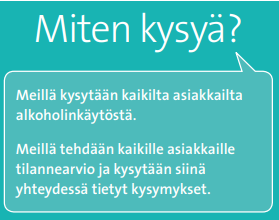 Miten kysyä?
Meillä kysytään kaikilta asiakkailta
alkoholinkäytöstä.
Meillä tehdään kaikille asiakkaille
tilannearvio ja kysytään siinä
yhteydessä tietyt kysymykset.